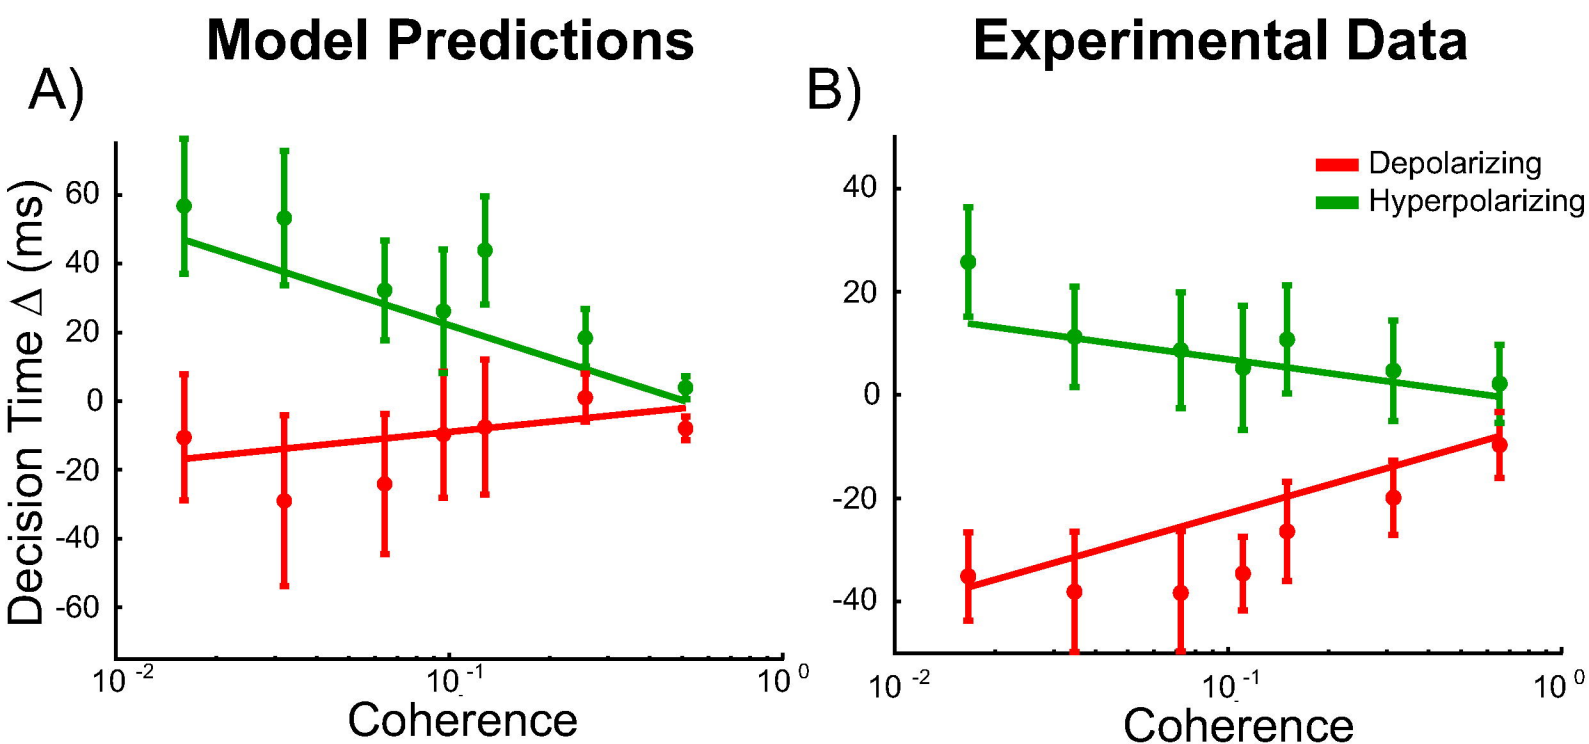 Model Predictions
Experimental Data
A)
B)
Decision Time Δ (ms)
60
40
20
0
-20
-40
-60
10 -2
10 -1
10 0
Coherence
Depolarizing
Hyperpolarizing
40
20
0
-20
-40
10 -2
10 -1
10 0
Coherence